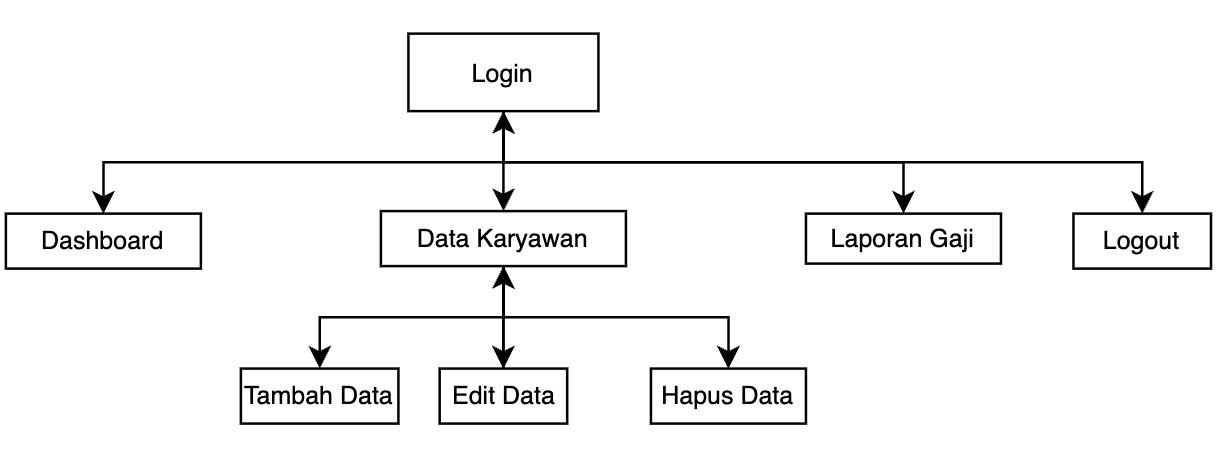 Login
Dashboard
Data Karyawan
Laporan Gaji
Logout
Tambah Data
Edit Data
Hapus Data